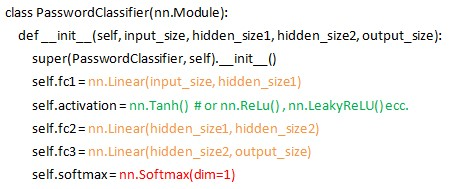 class PasswordClassifier(nn.Module):
def __init__(self, input_size, hidden_size1, hidden_size2, output_size):
super(PasswordClassifier, self).__init__()
self.fc1 = nn.Linear(input_size, hidden_size1)
self.activation = nn.Tanh() # or nn.ReLu() , nn.LeakyReLU() ecc.
self.fc2 = nn.Linear(hidden_size1, hidden_size2)
self.fc3 = nn.Linear(hidden_size2, output_size)
self.softmax = nn.Softmax(dim=1)